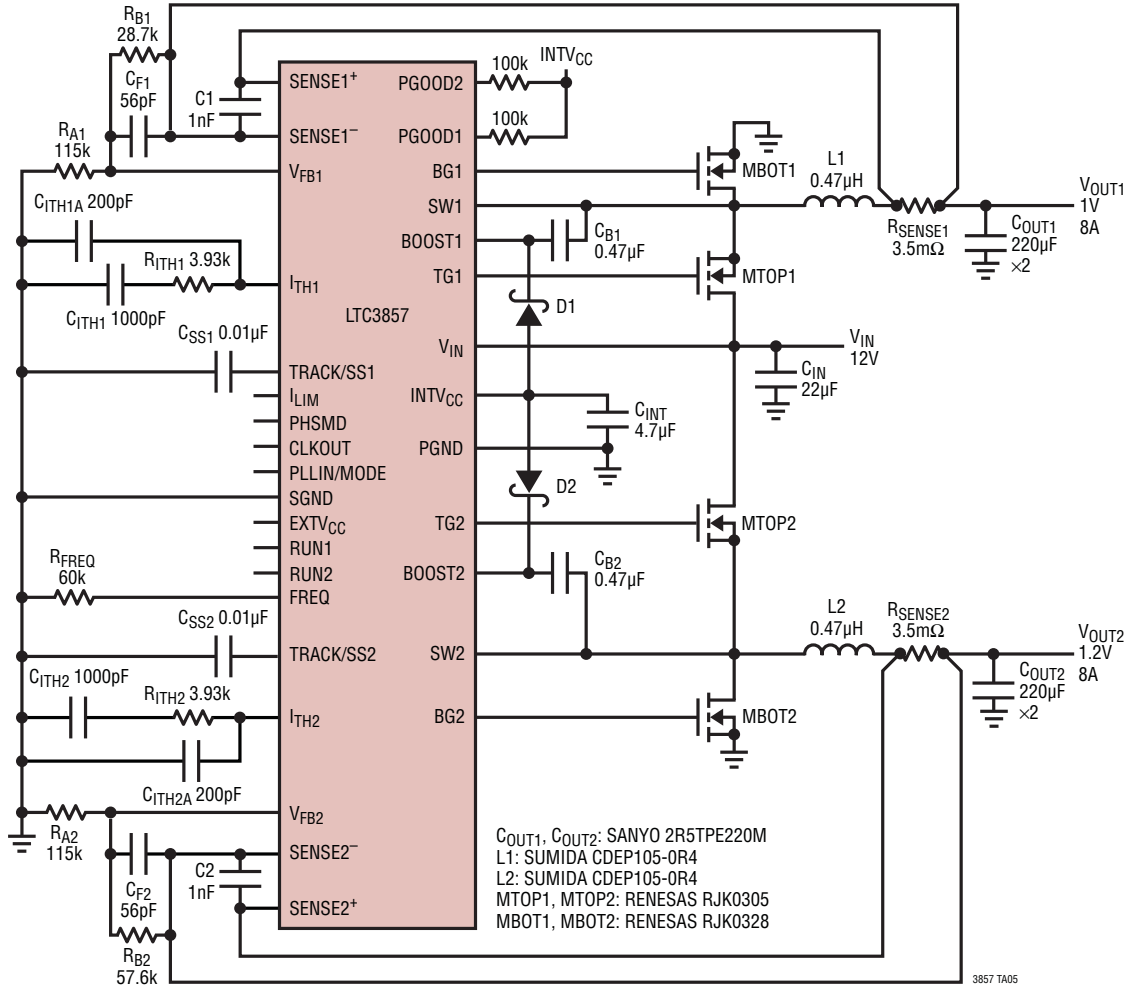 RB1
28.7k
CF1
56pF
C1
1nF
RA1
115k
CITH1A 200pF
RITH1 3.93k
CITH1 1000pF
CSS1 0.01µF
RFREQ
60k
CSS2 0.01µF
CITH2 1000pF
RITH2 3.93k
CITH2A 200pF
RA2
115k
CF2
56pF
C2
1nF
RB2
57.6k
SENSE1+
SENSE1–
VFB1
ITH1
LTC3857
TRACK/SS1
ILIM
PHSMD
CLKOUT
PLLIN/MODE
SGND
EXTVCC
RUN1
RUN2
FREQ
TRACK/SS2
ITH2
VFB2
SENSE2–
SENSE2+
PGOOD2
PGOOD1
BG1
SW1
BOOST1
TG1
VIN
INTVCC
PGND
TG2
BOOST2
SW2
BG2
100k
INTVCC
100k
MBOT1
L1
0.47µH
RSENSE1
3.5mΩ
VOUT1
1V
8A
COUT1
220µF
×2
CB1
0.47µF
MTOP1
D1
VIN
12V
CIN
22µF
CINT
4.7µF
D2
MTOP2
CB2
0.47µF
L2
0.47µH
RSENSE2
3.5mΩ
VOUT2
1.2V
8A
COUT2
220µF
×2
MBOT2
COUT1, COUT2: SANYO 2R5TPE220M
L1: SUMIDA CDEP105-0R4
L2: SUMIDA CDEP105-0R4
MTOP1, MTOP2: RENESAS RJK0305
MBOT1, MBOT2: RENESAS RJK0328
3857 TA05